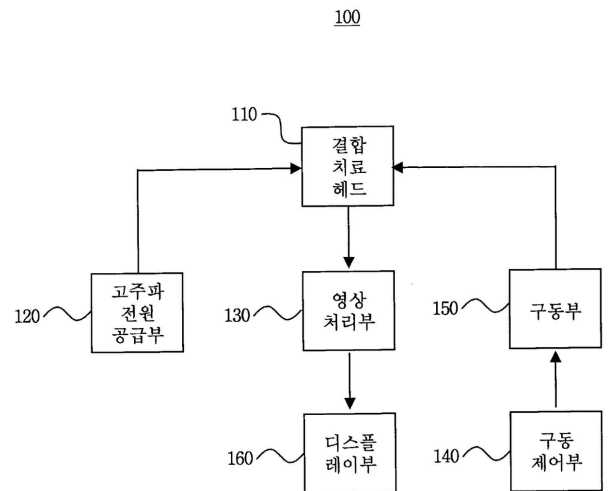 100
110
결합
치료
헤드
120
고주파
전원
공급부
130
영상
처리부
150
구동부
160
디스플
레이부
140
구동
제어부